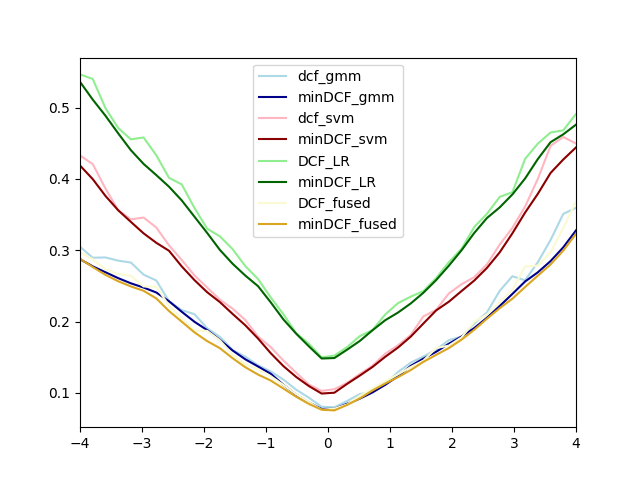 dcf_gmm
minDCF_gmm
dcf_svm
minDCF_svm
DCF_LR
minDCF_LR
DCF_fused
minDCF_fused
0.5
0.4
0.3
0.2
0.1
−4 −3 −2 −1 0 1 2 3 4